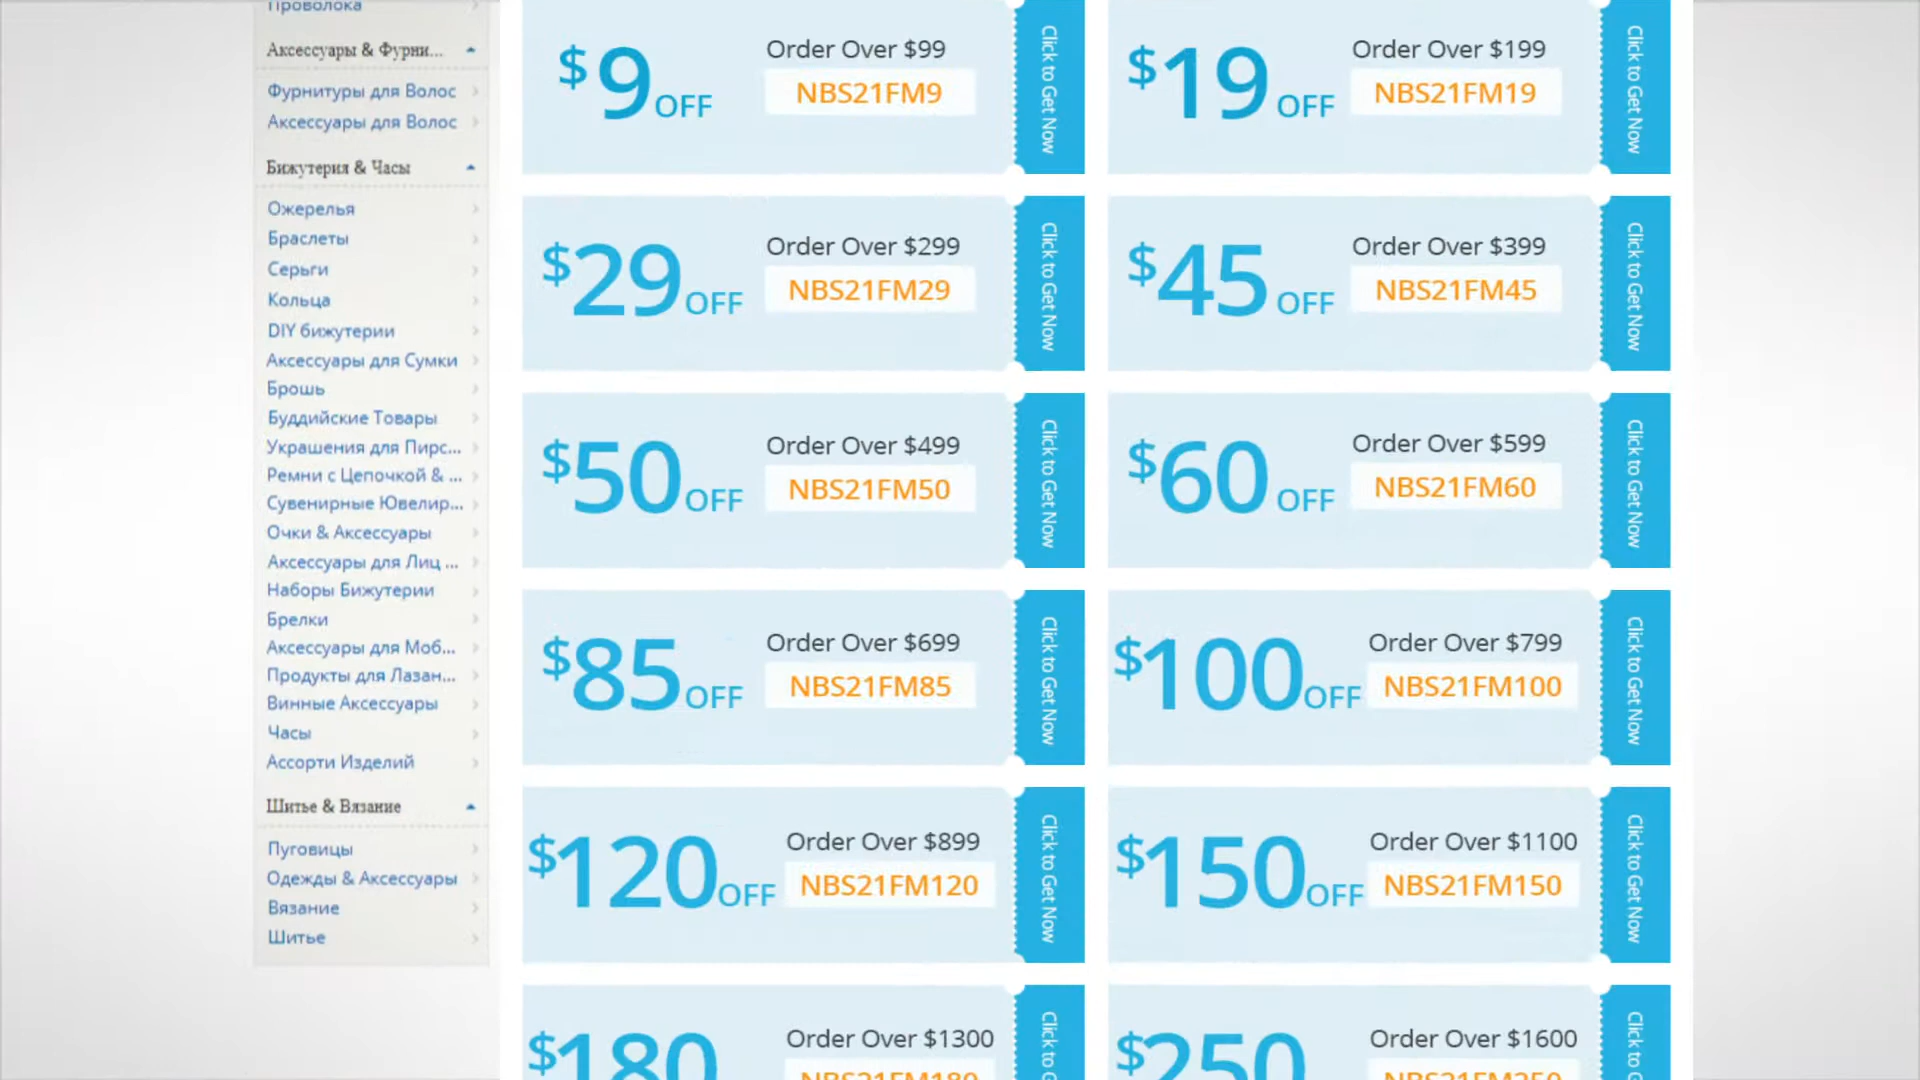 Проволока
Аксессуары & Фурни...
Фурнитуры для Волос
Аксессуары для Волос
Бижутерия & Часы
Ожерелья
Браслеты
Серьги
Кольца
DIY бижутерии
Аксессуары для Сумки
Брошь
Буддийские Товары
Украшения для Пирс...
Ремни с Цепочкой & ...
Сувенирные Ювелир...
Очки & Аксессуары
Аксессуары для Лиц ...
Наборы Бижутерии
Брелки
Аксессуары для Моб...
Продукты для Лазан...
Винные Аксессуары
Часы
Ассорти Изделий
Шитье & Вязание
Пуговицы
Одежды & Аксессуары
Вязание
Шитье
$9 OFF
Order Over $99
NBS21FM9
Click to Get Now
$19 OFF
Order Over $199
NBS21FM19
Click to Get Now
$29 OFF
Order Over $299
NBS21FM29
Click to Get Now
$45 OFF
Order Over $399
NBS21FM45
Click to Get Now
$50 OFF
Order Over $499
NBS21FM50
Click to Get Now
$60 OFF
Order Over $599
NBS21FM60
Click to Get Now
$85 OFF
Order Over $699
NBS21FM85
Click to Get Now
$100 OFF
Order Over $799
NBS21FM100
Click to Get Now
$120 OFF
Order Over $899
NBS21FM120
Click to Get Now
$150 OFF
Order Over $1100
NBS21FM150
Click to Get Now
$180
Order Over $1300
NBS21FM180
Click to
$250
Order Over $1600
NBS21FM250
Click to